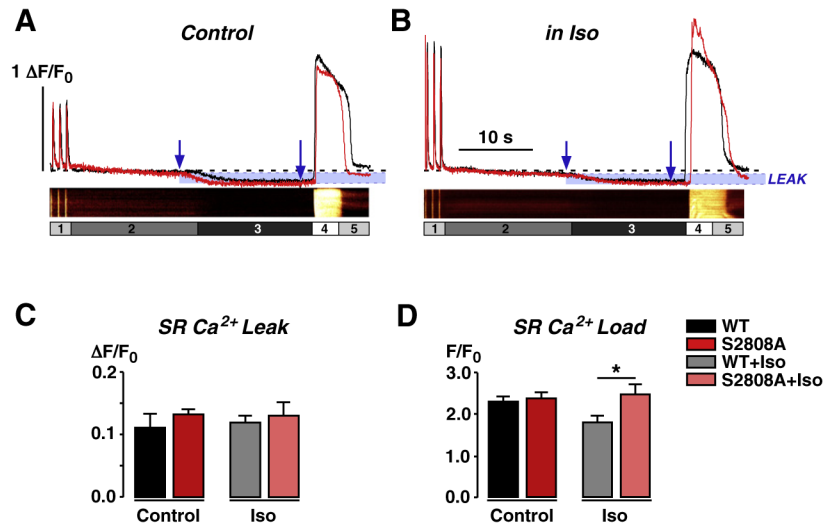 A
Control
B
in Iso
1 ΔF/F0
10 s
LEAK
1 2 3 4 5
1 2 3 4 5
C
SR Ca2+ Leak
ΔF/F0
0.2
0.1
0.0
Control
Iso
D
SR Ca2+ Load
F/F0
3.0
2.0
1.0
0.0
*
Control
Iso
WT
S2808A
WT+Iso
S2808A+Iso